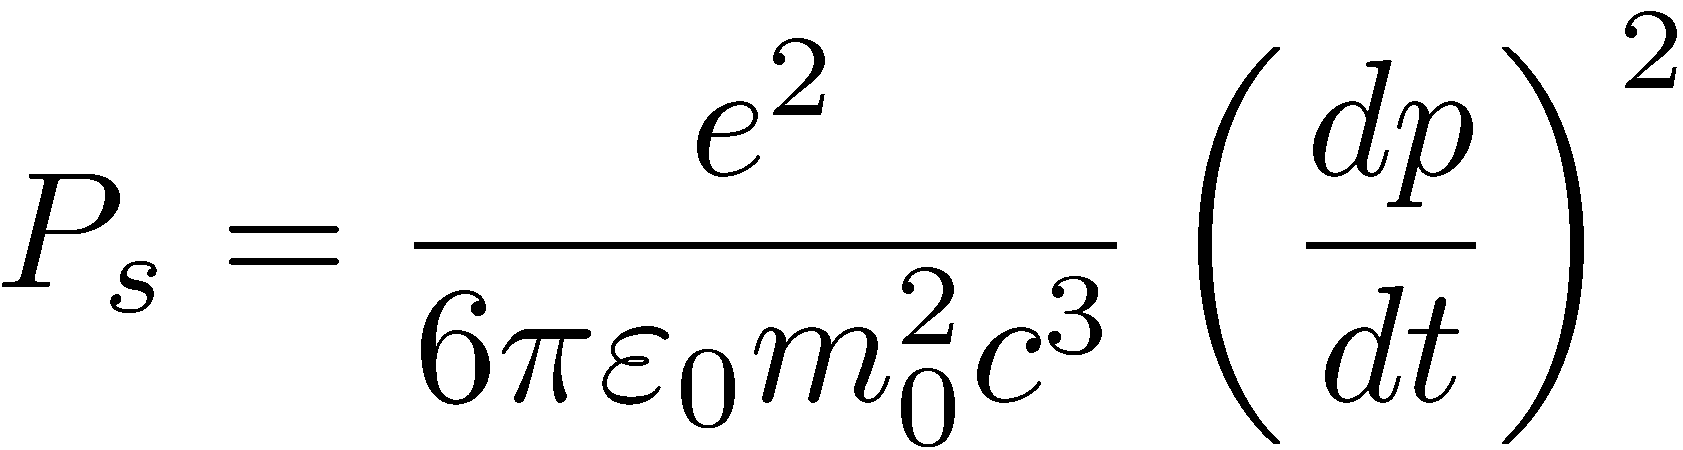 P_s = \frac{e^2}{6\pi\varepsilon_0 m_0^2 c^3} \left( \frac{dp}{dt} \right)^2